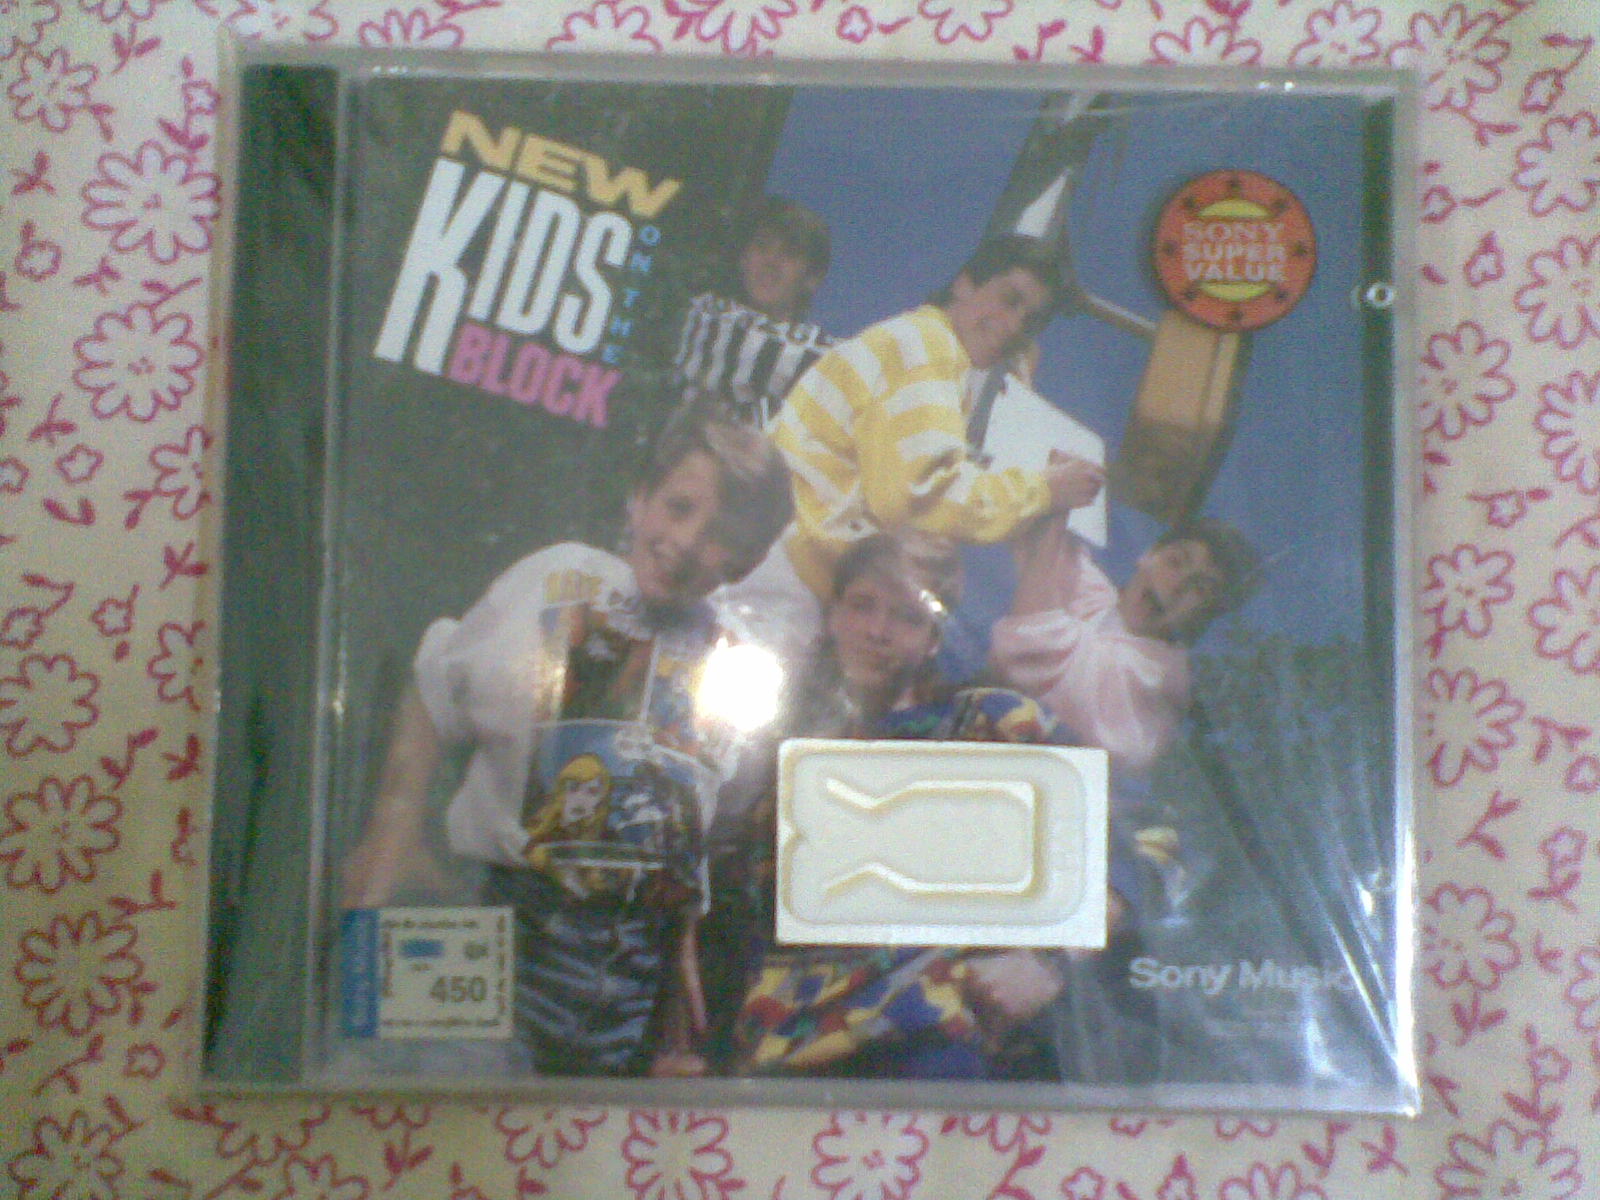 NEW
KIDS
ON THE
BLOCK
SONY
SUPER
VALUE
450
Sony Music